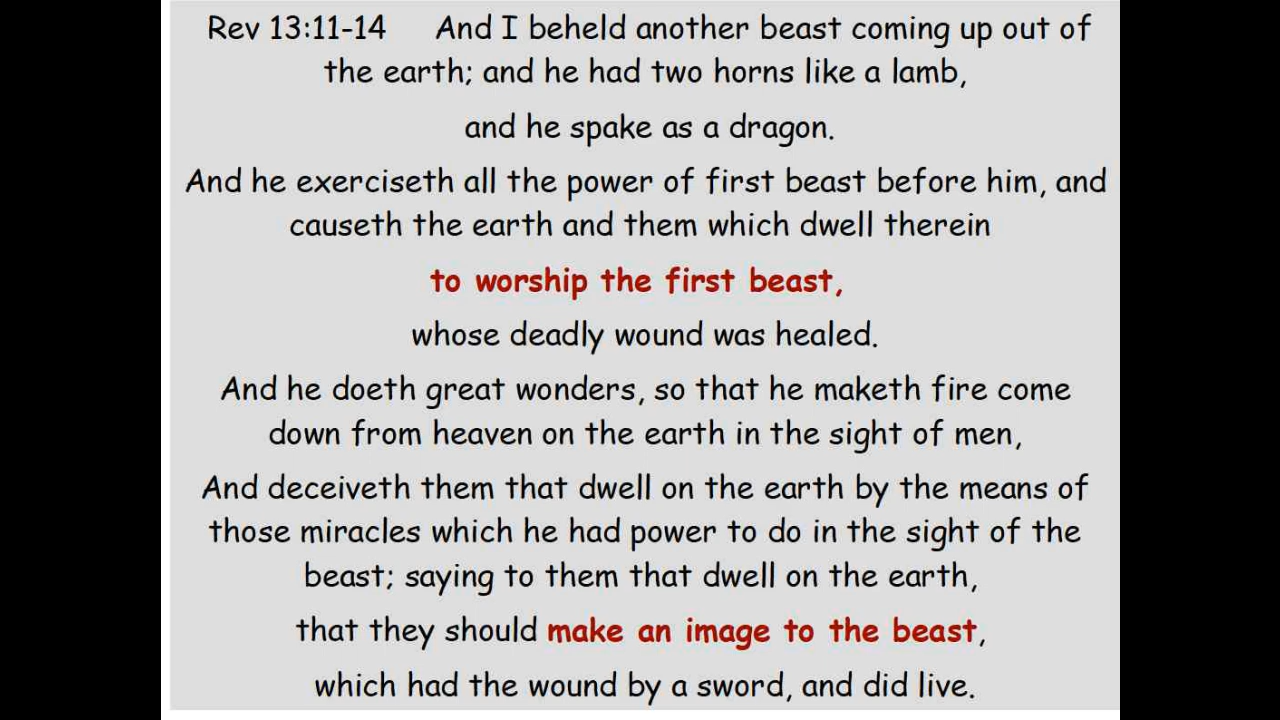 Rev 13:11-14 And I beheld another beast coming up out of
the earth; and he had two horns like a lamb,
and he spake as a dragon.
And he exerciseth all the power of first beast before him, and
causeth the earth and them which dwell therein
to worship the first beast,
whose deadly wound was healed.
And he doeth great wonders, so that he maketh fire come
down from heaven on the earth in the sight of men,
And deceiveth them that dwell on the earth by the means of
those miracles which he had power to do in the sight of the
beast; saying to them that dwell on the earth,
that they should make an image to the beast,
which had the wound by a sword, and did live.